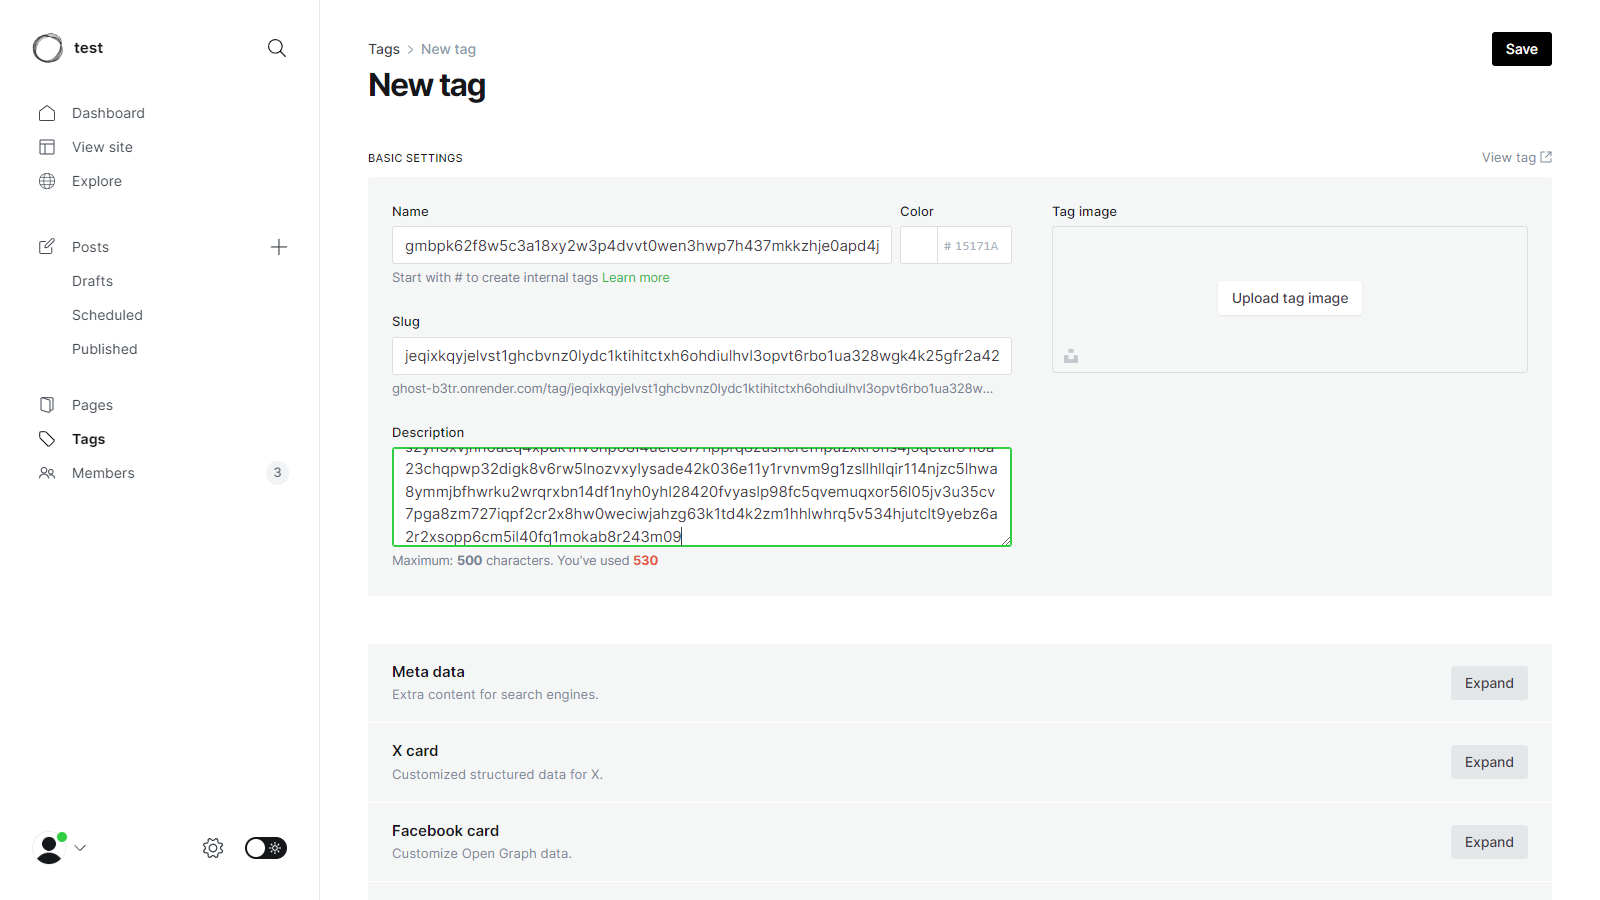 test
Dashboard
View site
Explore
Posts
Drafts
Scheduled
Published
Pages
Tags
Members
3
Tags > New tag
New tag
Save
BASIC SETTINGS
View tag
Name
gmbpk62f8w5c3a18xy2w3p4dvvt0wen3hwp7h437mkkzhje0apd4j
Start with # to create internal tags Learn more
Color
# 15171A
Slug
jeqixkqyjelvst1ghcbvnz0lydc1ktihitctxh6ohdiulhvl3opvt6rbo1ua328wgk4k25gfr2a42
ghost-b3tr.onrender.com/tag/jeqixkqyjelvst1ghcbvnz0lydc1ktihitctxh6ohdiulhvl3opvt6rbo1ua328w...
Description
23chqpwp32digk8v6rw5lnozvxylysade42k036e11y1rvnvm9g1zsllhllqir114njzc5lhwa
8ymmjbfhwrku2wrqrxbn14df1nyh0yhl28420fvyaslp98fc5qvemuqxor56l05jv3u35cv
7pga8zm727iqpf2cr2x8hw0weciwjahzg63k1td4k2zm1hhlwhrq5v534hjutclt9yebz6a
2r2xsopp6cm5il40fq1mokab8r243m09
Maximum: 500 characters. You've used 530
Tag image
Upload tag image
Meta data
Extra content for search engines.
Expand
X card
Customized structured data for X.
Expand
Facebook card
Customize Open Graph data.
Expand